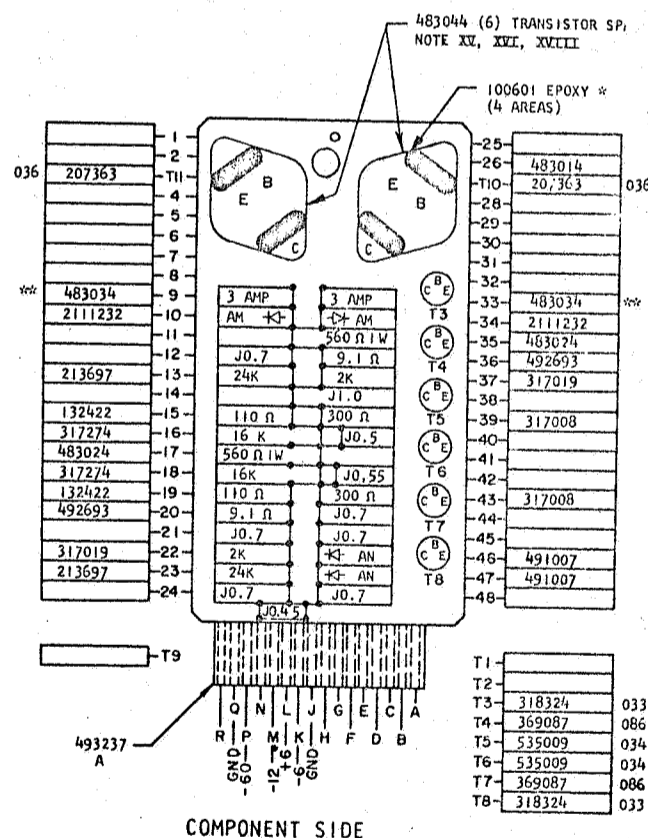 483044 (6) TRANSISTOR SP
NOTE XV, XVI, XVIII
100601 EPOXY *
(4 AREAS)
1
2
036 207363 T11
4
5
6
7
8
** 483034 9
2111232 10
11
12
213697 13
14
132422 15
317274 16
483024 17
317274 18
132422 19
492693 20
21
317019 22
213697 23
24
T9
B
E
C
E
B
C
3 AMP 3 AMP
AM AM
560 Ω 1W
J0.7 9.1 Ω
24K 2K
J1.0
110 Ω 300 Ω
16 K J0.5
560 Ω 1W
16K J0.55
110 Ω 300 Ω
9.1 Ω J0.7
J0.7 J0.7
2K AN
24K AN
J0.7 J0.7
J0.45
C B E
T3
C B E
T4
C B E
T5
C B E
T6
C B E
T7
C B E
T8
25
26 483014
T10 207363 036
28
29
30
31
32
33 483034 **
34 2111232
35 483024
36 492693
37 317019
38
39 317008
40
41
42
43 317008
44
45
46 491007
47 491007
48
T1
T2
T3 318324 033
T4 369087 086
T5 535009 034
T6 535009 034
T7 369087 086
T8 318324 033
493237
A
R Q P N M L K J H G F E D C B A
GND -60 -12 +6 -6 GND
COMPONENT SIDE